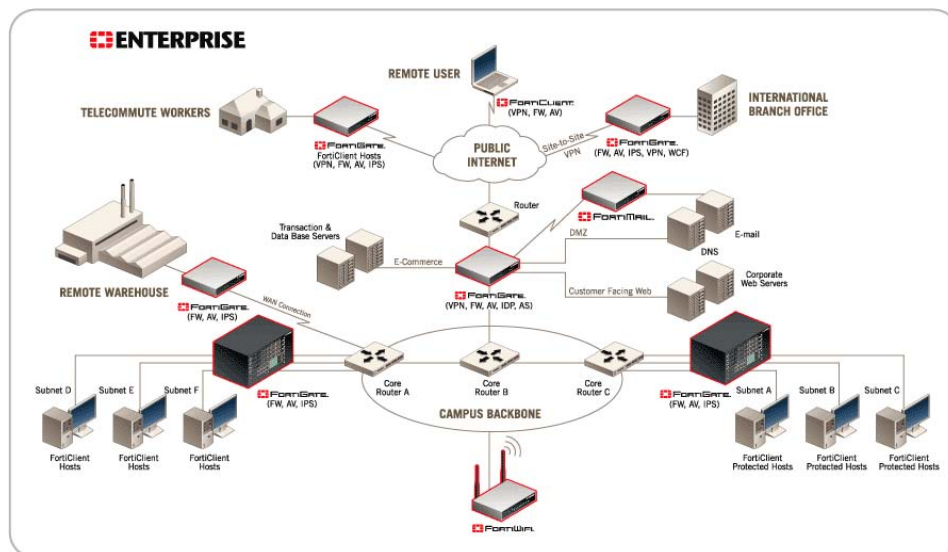 ENTERPRISE
REMOTE USER
FORTICLIENT.
(VPN, FW, AV)
TELECOMMUTE WORKERS
FORTIGATE.
FortiClient Hosts
(VPN, FW, AV, IPS)
PUBLIC
INTERNET
Site-to-Site
VPN
FORTIGATE.
(FW, AV, IPS, VPN, WCF)
INTERNATIONAL
BRANCH OFFICE
Router
FORTIMAIL.
E-mail
DMZ
DNS
Transaction &
Data Base Servers
E-Commerce
FORTIGATE.
(VPN, FW, AV, IDP, AS)
Customer Facing Web
Corporate
Web Servers
REMOTE WAREHOUSE
FORTIGATE.
(FW, AV, IPS)
WAN Connection
Subnet D
Subnet E
Subnet F
FORTIGATE.
(FW, AV, IPS)
Core
Router A
Core
Router B
Core
Router C
CAMPUS BACKBONE
FORTIGATE.
(FW, AV, IPS)
Subnet A
Subnet B
Subnet C
FortiClient
Hosts
FortiClient
Hosts
FortiClient
Hosts
FortiClient
Protected Hosts
FortiClient
Protected Hosts
FortiClient
Protected Hosts
FORTIWIFI.